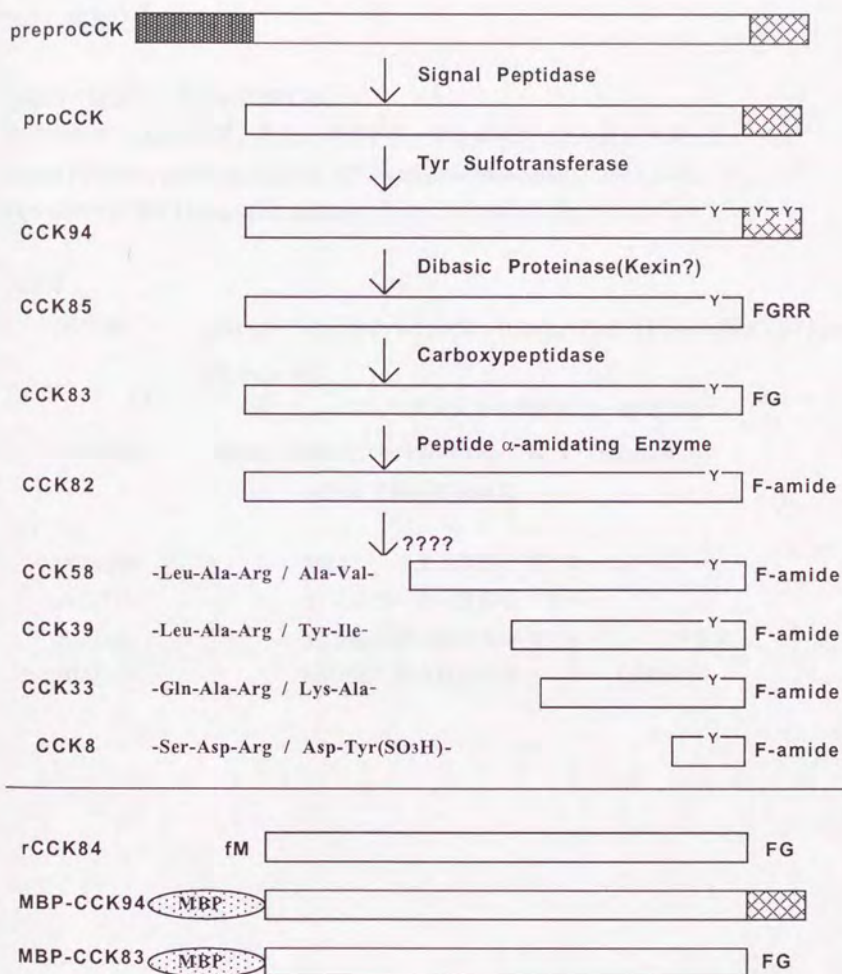 preproCCK
Signal Peptidase
proCCK
Tyr Sulfotransferase
Y Y Y
CCK94
Dibasic Proteinase(Kexin?)
CCK85 Y FGRR
Carboxypeptidase
CCK83 Y FG
Peptide α-amidating Enzyme
CCK82 Y F-amide
????
CCK58 -Leu-Ala-Arg / Ala-Val- Y F-amide
CCK39 -Leu-Ala-Arg / Tyr-Ile- Y F-amide
CCK33 -Gln-Ala-Arg / Lys-Ala- Y F-amide
CCK8 -Ser-Asp-Arg / Asp-Tyr(SO3H)- Y F-amide
rCCK84 fM FG
MBP-CCK94 MBP
MBP-CCK83 MBP FG